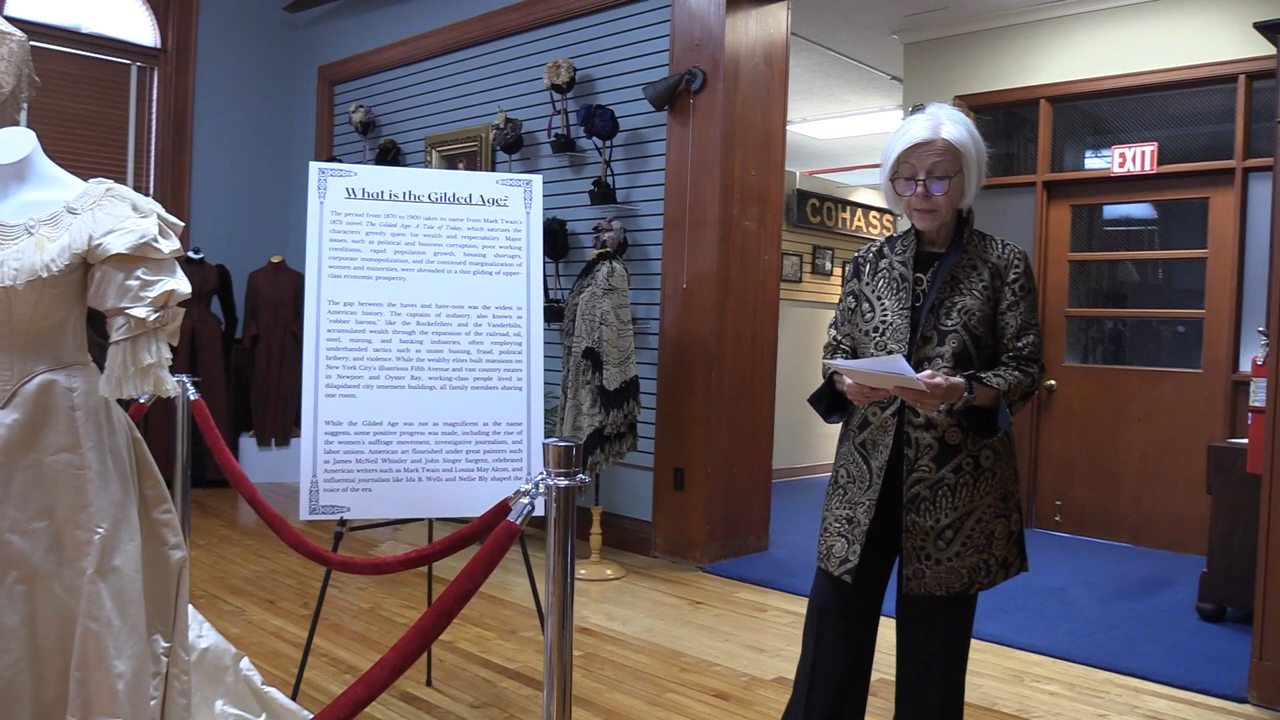 What is the Gilded Age?
The period from 1870 to 1900 takes its name from Mark Twain's
1873 novel The Gilded Age: A Tale of Today, which satirizes the
characters greedy quest for wealth and respectability. Major
issues, such as political and business corruption, poor working
conditions, rapid population growth, housing shortages,
corporate monopolization, and the continued marginalization of
women and minorities, were shrouded in a thin gilding of upper-
class economic prosperity.
The gap between the haves and have-nots was the widest in
American history. The captains of industry, also known as
"robber barons," like the Rockefellers and the Vanderbilts,
accumulated wealth through the expansion of the railroad, oil,
steel, mining, and banking industries, often employing
underhanded tactics such as union busting, fraud, political
bribery, and violence. While the wealthy elites built mansions on
New York City's illustrious Fifth Avenue and vast country estates
in Newport and Oyster Bay, working-class people lived in
dilapidated city tenement buildings, all family members sharing
one room.
While the Gilded Age was not as magnificent as the name
suggests, some positive progress was made, including the rise of
the women's suffrage movement, investigative journalism, and
labor unions. American art flourished under great painters such
as James McNeil Whistler and John Singer Sargent, celebrated
American writers such as Mark Twain and Louisa May Alcott, and
influential journalists like Ida B. Wells and Nellie Bly shaped the
voice of the era.
COHASS
EXIT